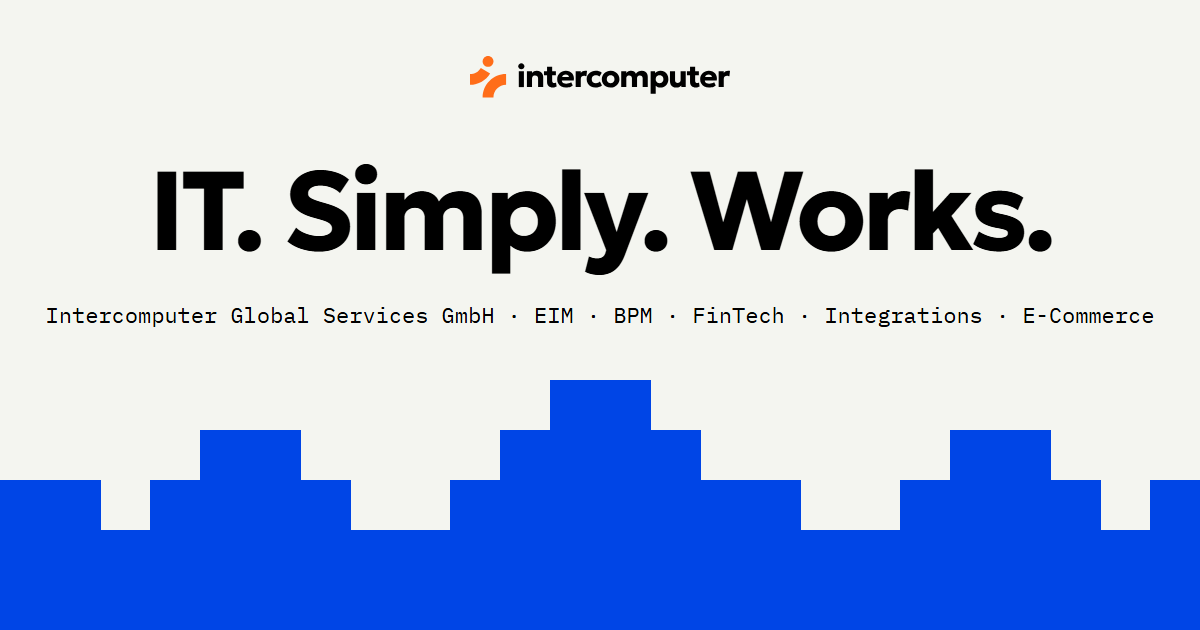 intercomputer
IT. Simply. Works.
Intercomputer Global Services GmbH · EIM · BPM · FinTech · Integrations · E-Commerce